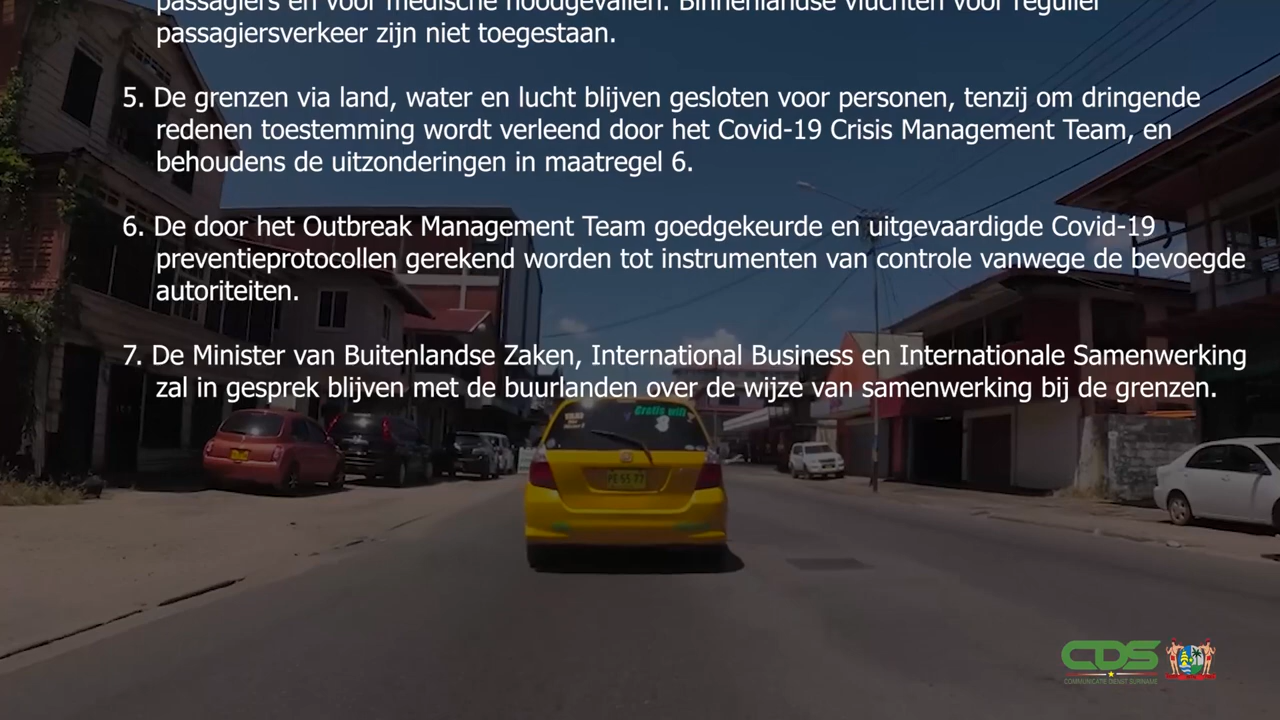 passagiers en voor medische noodgevallen. Binnenlandse vluchten voor regulier
passagiersverkeer zijn niet toegestaan.
5. De grenzen via land, water en lucht blijven gesloten voor personen, tenzij om dringende
redenen toestemming wordt verleend door het Covid-19 Crisis Management Team, en
behoudens de uitzonderingen in maatregel 6.
6. De door het Outbreak Management Team goedgekeurde en uitgevaardigde Covid-19
preventieprotocollen gerekend worden tot instrumenten van controle vanwege de bevoegde
autoriteiten.
7. De Minister van Buitenlandse Zaken, International Business en Internationale Samenwerking
zal in gesprek blijven met de buurlanden over de wijze van samenwerking bij de grenzen.
Gratis wifi
CDS
COMMUNICATIE DIENST SURINAME